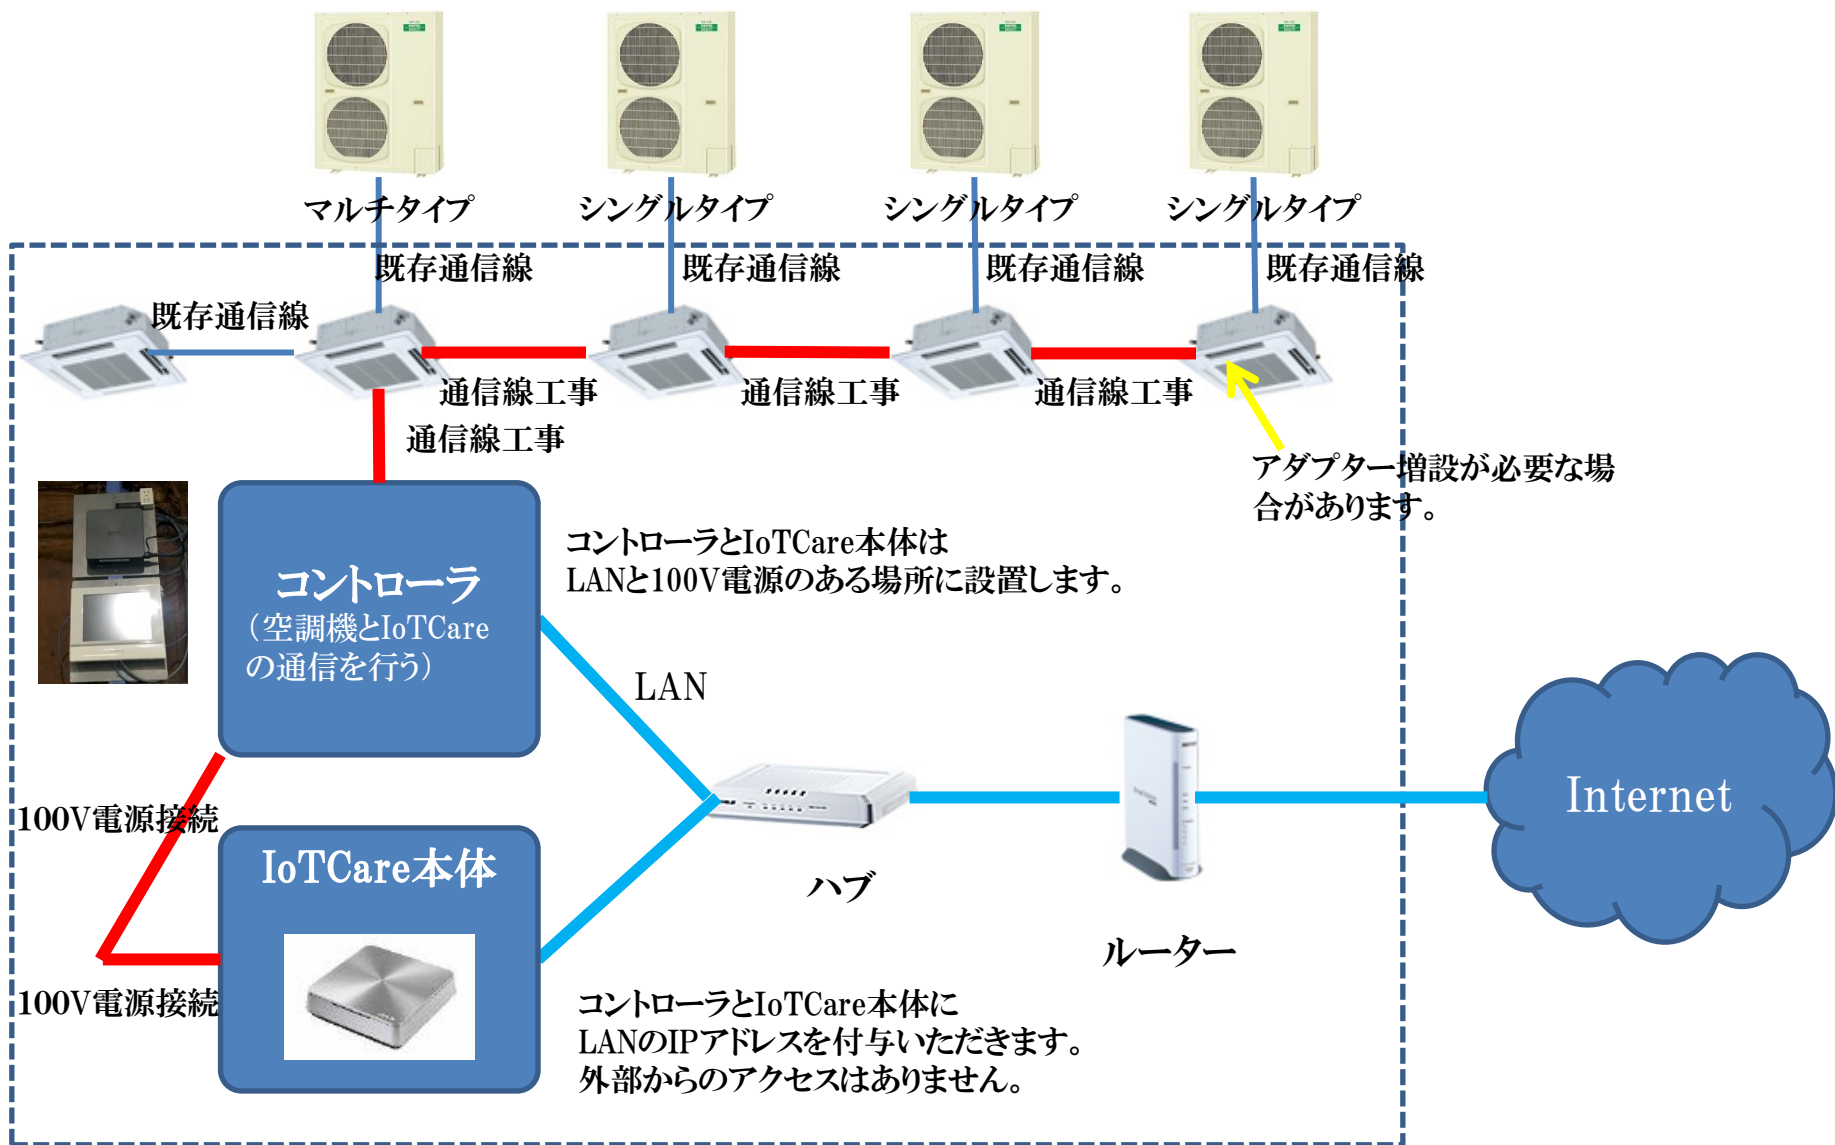 マルチタイプ
シングルタイプ
シングルタイプ
シングルタイプ
既存通信線
既存通信線
既存通信線
既存通信線
既存通信線
通信線工事
通信線工事
通信線工事
通信線工事
アダプター増設が必要な場
合があります。
コントローラ
（空調機とIoTCare
の通信を行う）
コントローラとIoTCare本体は
LANと100V電源のある場所に設置します。
LAN
Internet
100V電源接続
IoTCare本体
ハブ
ルーター
100V電源接続
コントローラとIoTCare本体に
LANのIPアドレスを付与いただきます。
外部からのアクセスはありません。